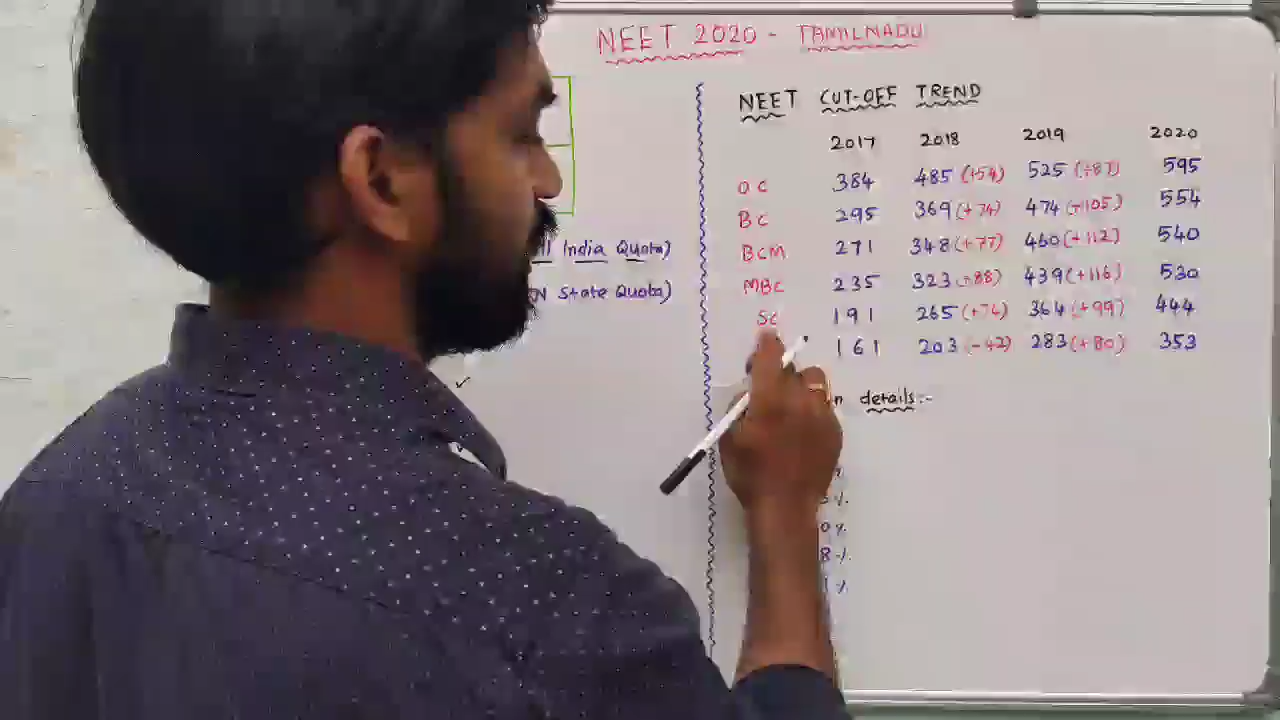 NEET 2020 - TAMILNADU
India Quota)
State Quota)
NEET CUT-OFF TREND
2017 2018 2019 2020
OC 384 485 (+54) 525 (+87) 595
BC 295 369 (+74) 474 (+105) 554
BCM 271 348 (+77) 460 (+112) 540
MBC 235 323 (+88) 439 (+116) 530
SC 191 265 (+74) 364 (+99) 444
161 203 (-42) 283 (+80) 353
details:-